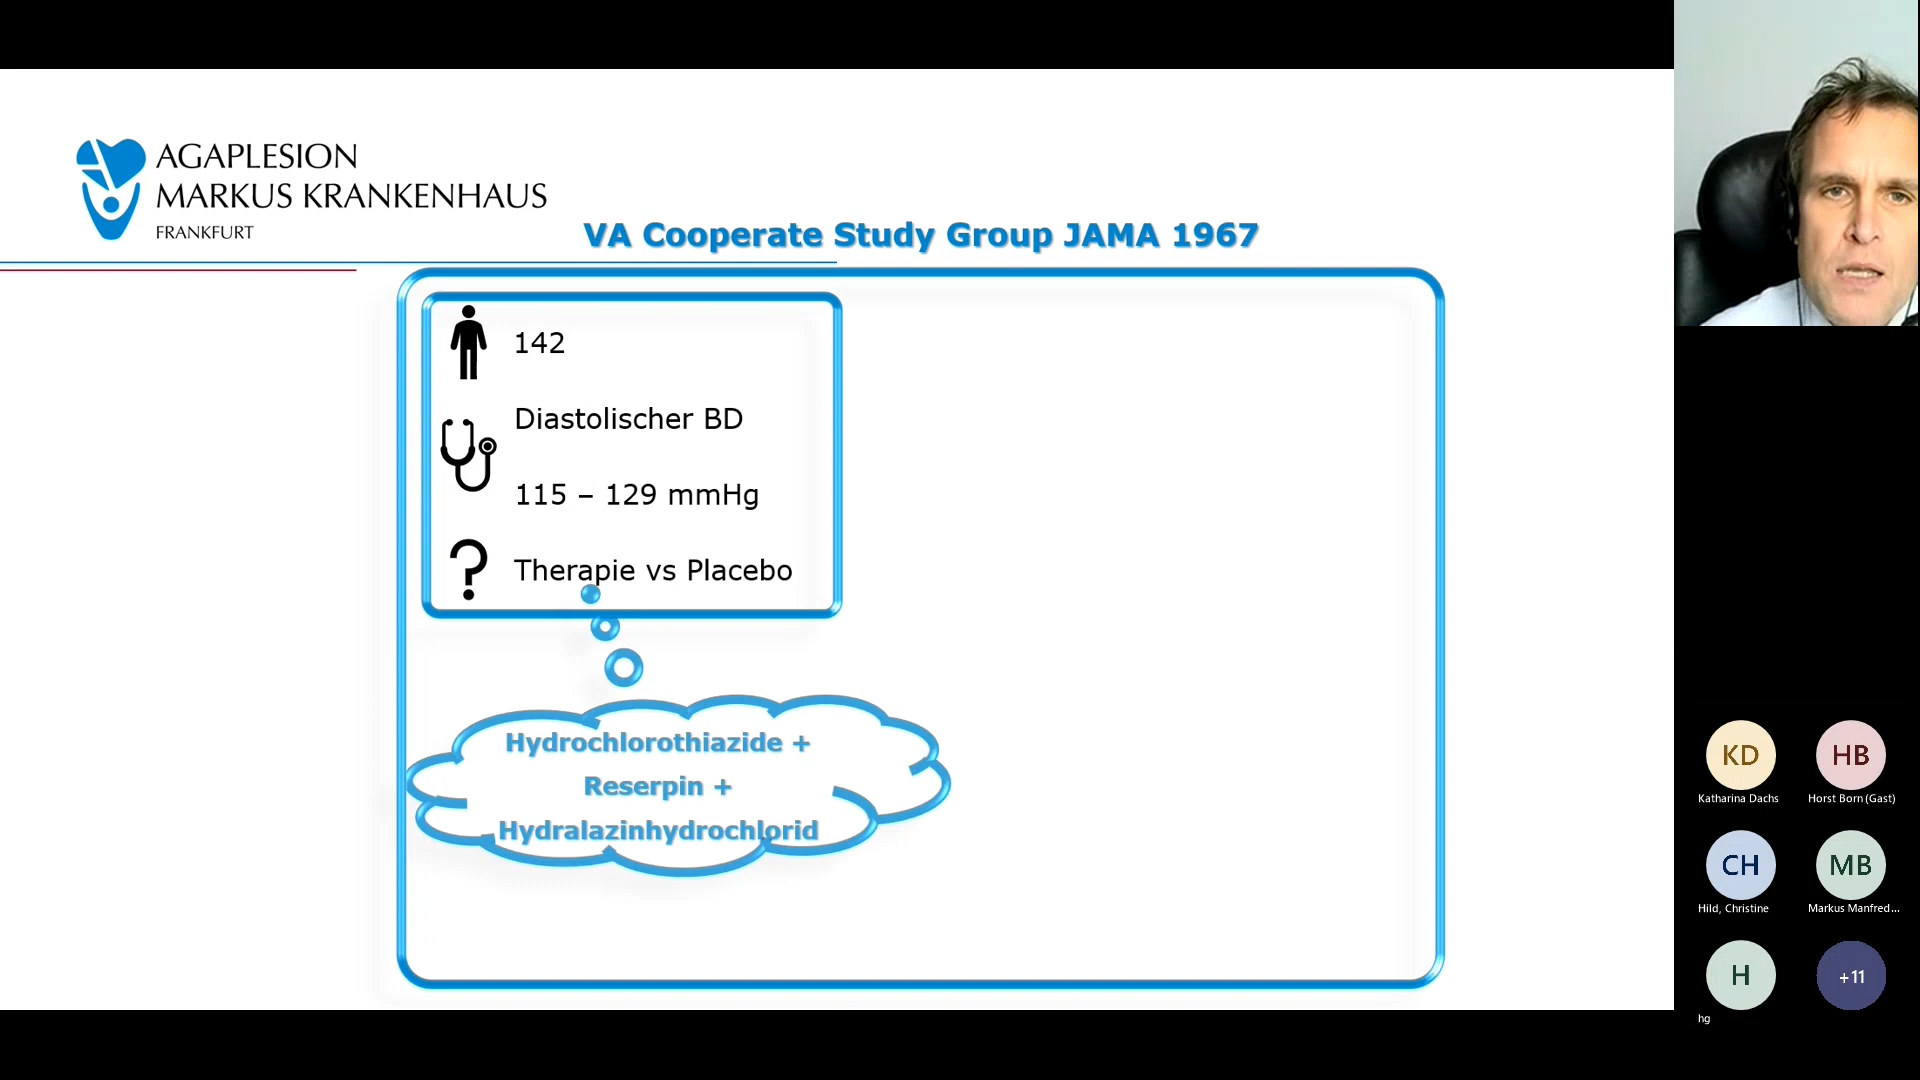 AGAPLESION
MARKUS KRANKENHAUS
FRANKFURT
VA Cooperate Study Group JAMA 1967
142
Diastolischer BD
115 – 129 mmHg
Therapie vs Placebo
Hydrochlorothiazide +
Reserpin +
Hydralazinhydrochlorid
KD
Katharina Dachs
HB
Horst Born (Gast)
CH
Hild, Christine
MB
Markus Manfred...
H
hg
+11